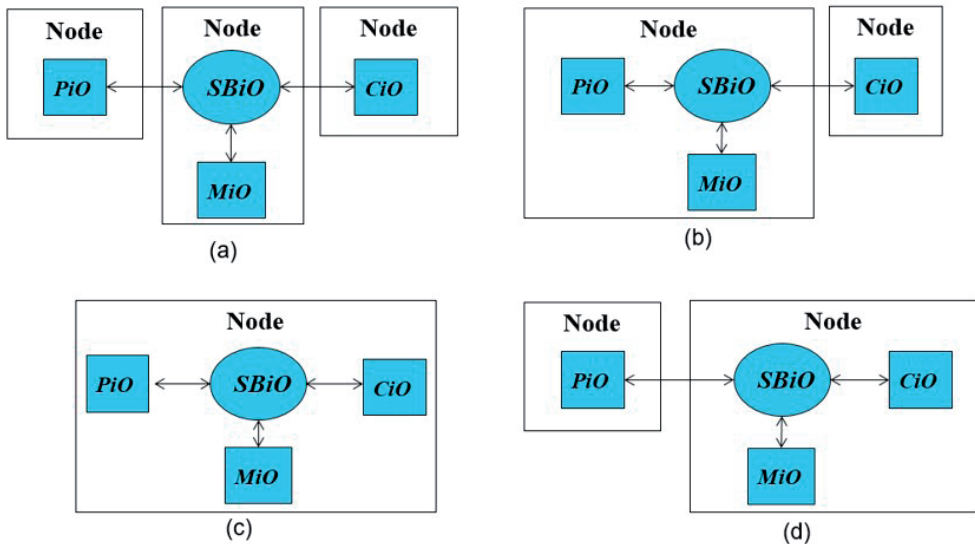 Node
Node
Node
PiO
SBiO
CiO
MiO
(a)
Node
Node
PiO
SBiO
CiO
MiO
(b)
Node
PiO
SBiO
CiO
MiO
(c)
Node
Node
PiO
SBiO
CiO
MiO
(d)